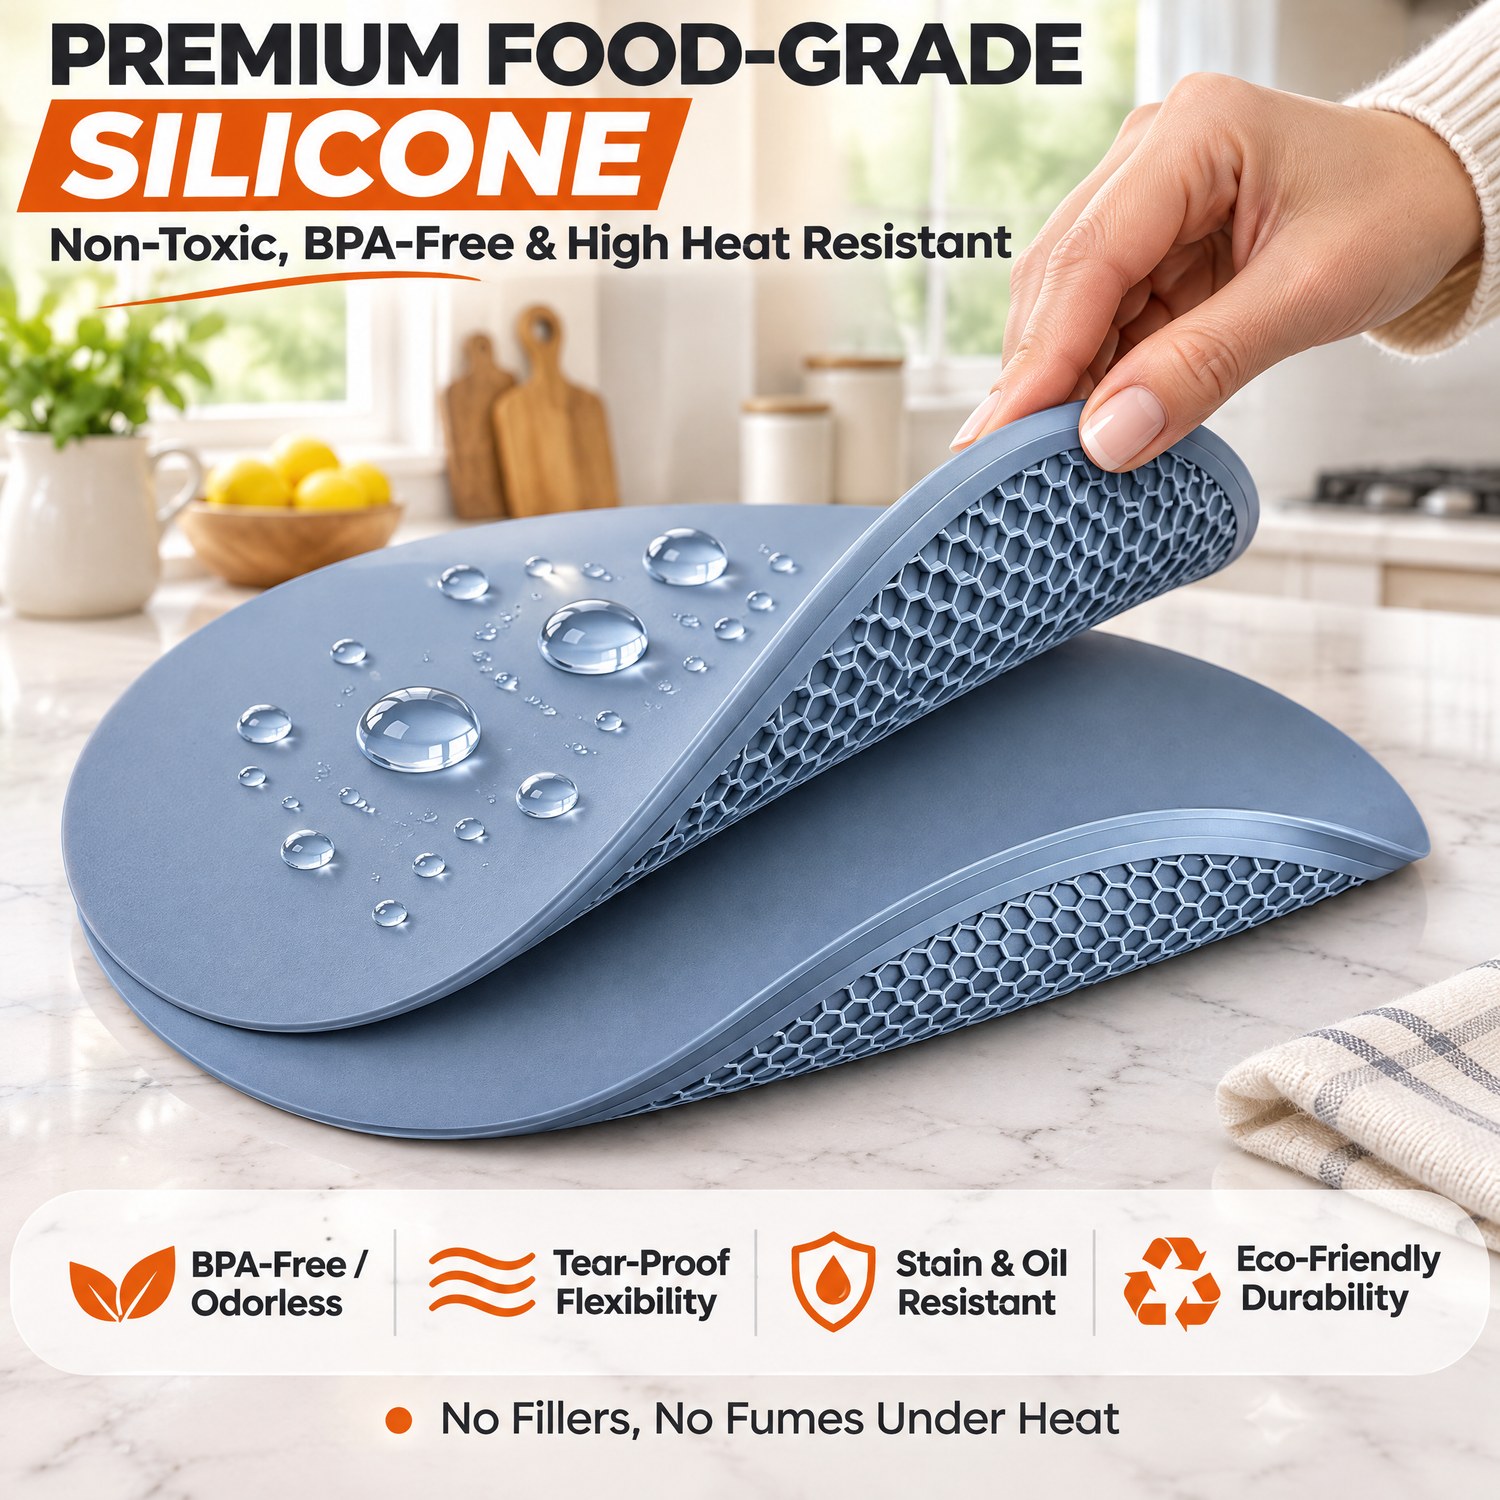 PREMIUM FOOD-GRADE
SILICONE
Non-Toxic, BPA-Free & High Heat Resistant
BPA-Free /
Odorless
Tear-Proof
Flexibility
Stain & Oil
Resistant
Eco-Friendly
Durability
No Fillers, No Fumes Under Heat